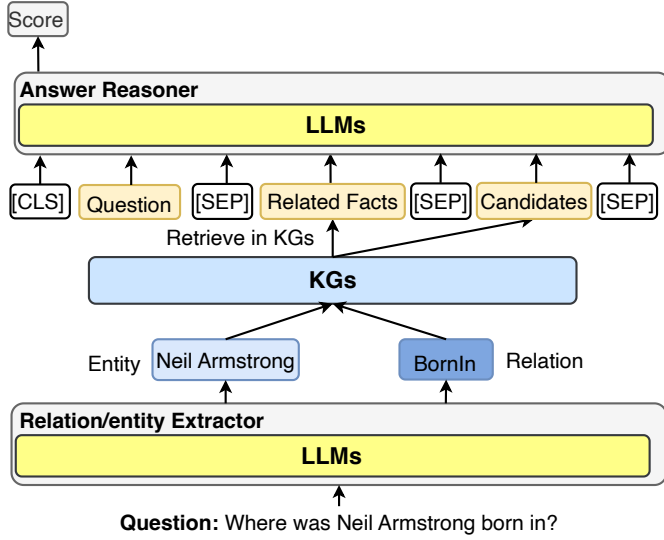 Score
Answer Reasoner
LLMs
[CLS] Question [SEP] Related Facts [SEP] Candidates [SEP]
Retrieve in KGs
KGs
Entity Neil Armstrong BornIn Relation
Relation/entity Extractor
LLMs
Question: Where was Neil Armstrong born in?